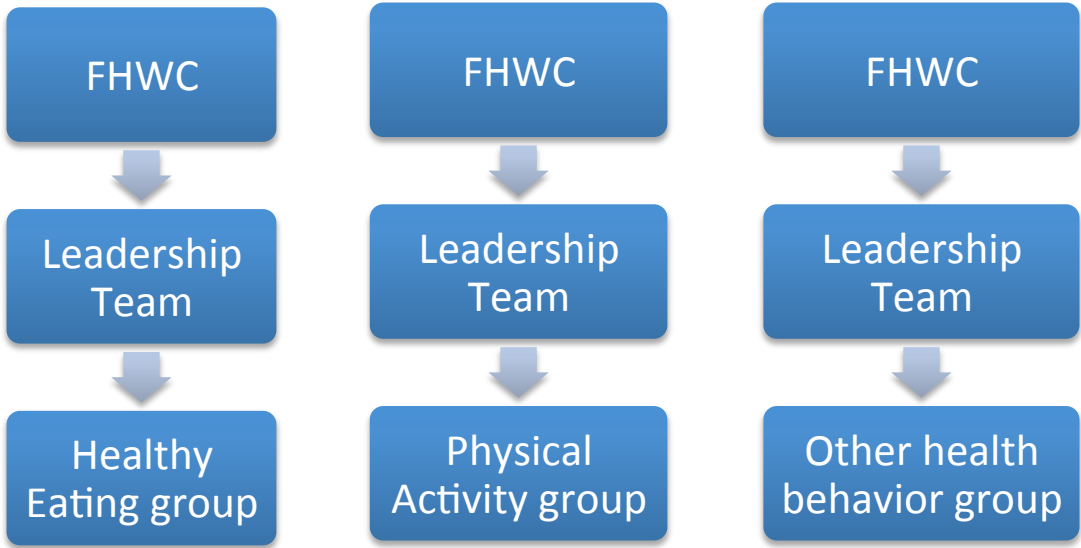 FHWC
Leadership
Team
Healthy
Eating group
FHWC
Leadership
Team
Physical
Activity group
FHWC
Leadership
Team
Other health
behavior group